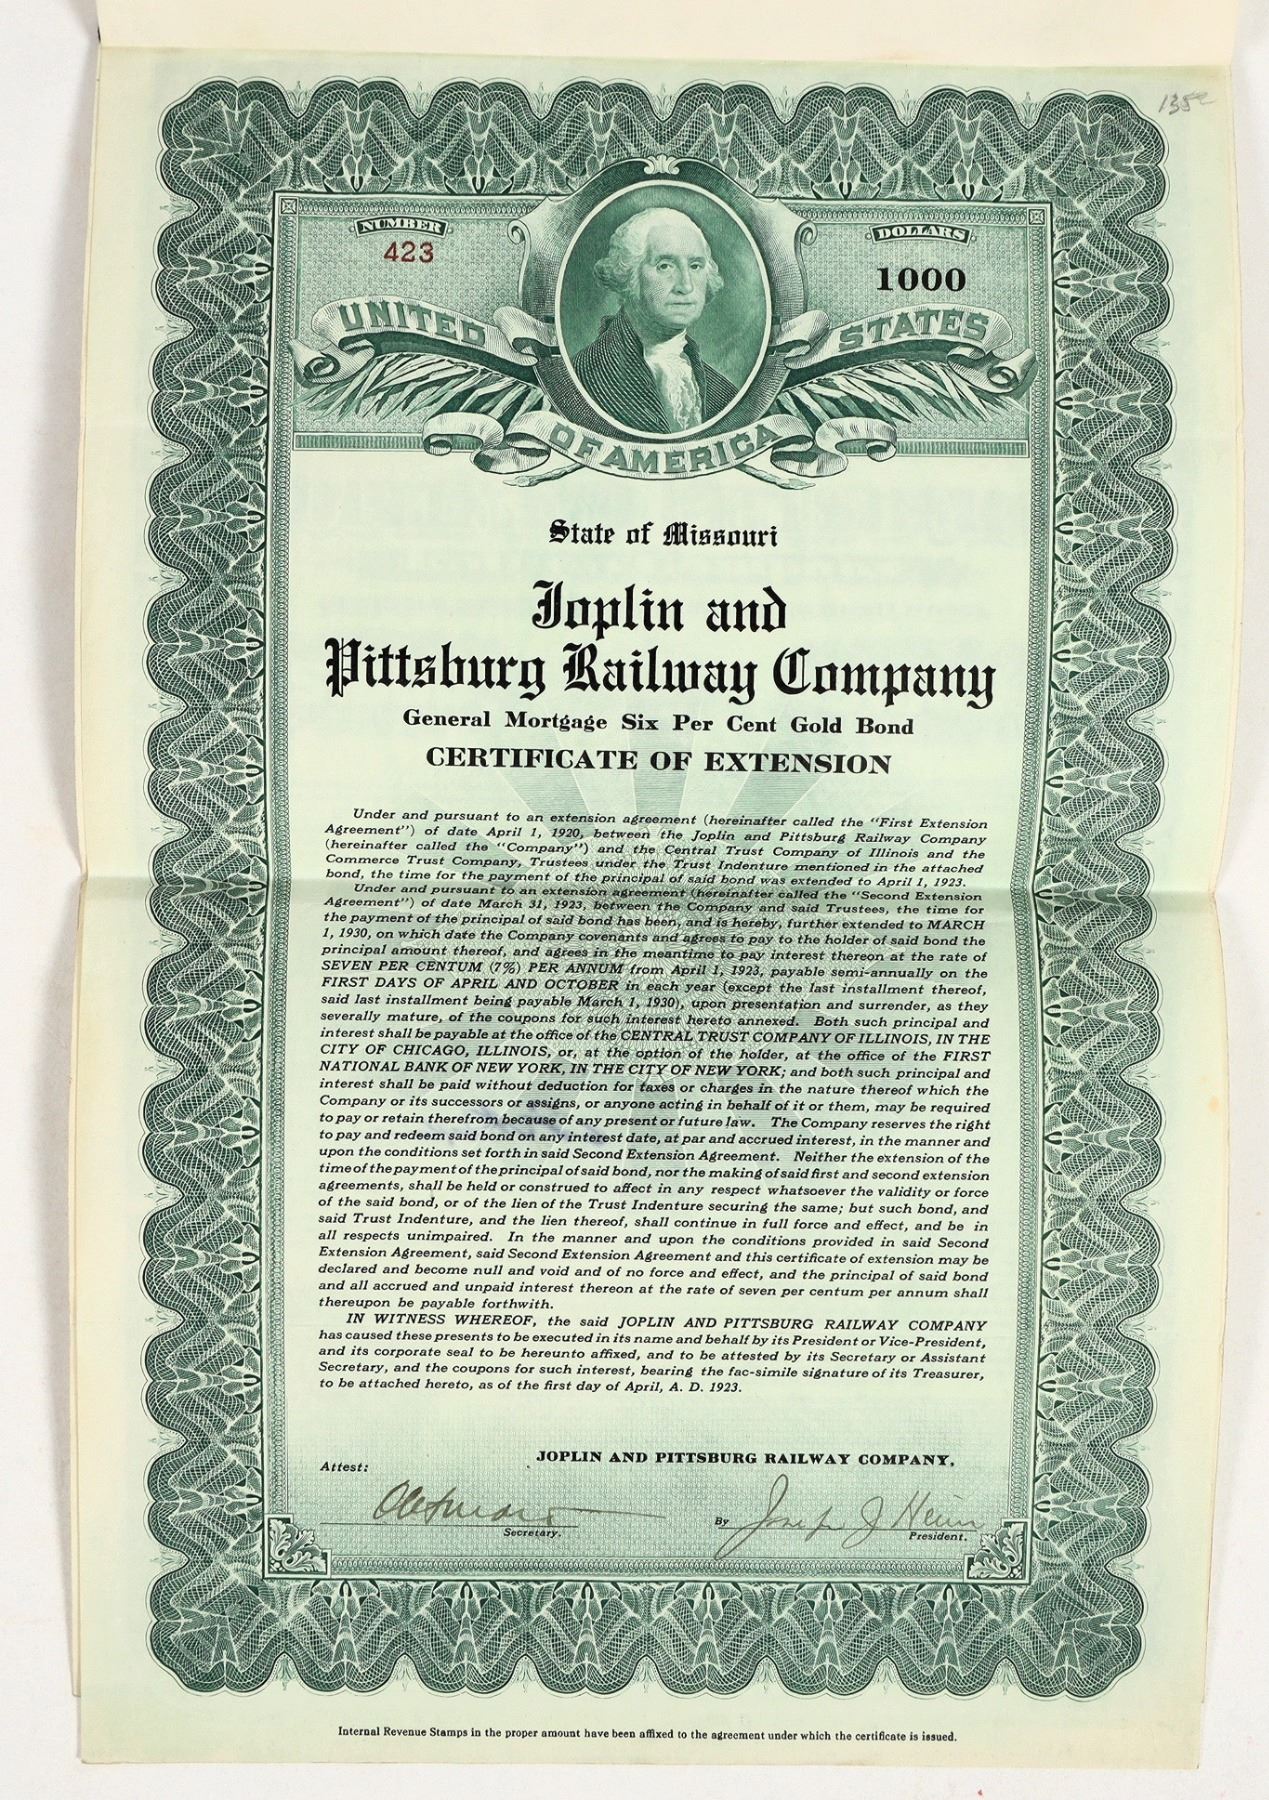 NUMBER
423
DOLLARS
1000
UNITED STATES
OF AMERICA
State of Missouri
Joplin and
Pittsburg Railway Company
General Mortgage Six Per Cent Gold Bond
CERTIFICATE OF EXTENSION
Under and pursuant to an extension agreement (hereinafter called the "First Extension
Agreement") of date April 1, 1920, between the Joplin and Pittsburg Railway Company
(hereinafter called the "Company") and the Central Trust Company of Illinois and the
Commerce Trust Company, Trustees under the Trust Indenture mentioned in the attached
bond, the time for the payment of the principal of said bond was extended to April 1, 1923.
Under and pursuant to an extension agreement (hereinafter called the "Second Extension
Agreement") of date March 31, 1923, between the Company and said Trustees, the time for
the payment of the principal of said bond has been, and is hereby, further extended to MARCH
1, 1930, on which date the Company covenants and agrees to pay to the holder of said bond the
principal amount thereof, and agrees in the meantime to pay interest thereon at the rate of
SEVEN PER CENTUM (7%) PER ANNUM from April 1, 1923, payable semi-annually on the
FIRST DAYS OF APRIL AND OCTOBER in each year (except the last installment thereof,
said last installment being payable March 1, 1930), upon presentation and surrender, as they
severally mature, of the coupons for such interest hereto annexed. Both such principal and
interest shall be payable at the office of the CENTRAL TRUST COMPANY OF ILLINOIS, IN THE
CITY OF CHICAGO, ILLINOIS, or, at the option of the holder, at the office of the FIRST
NATIONAL BANK OF NEW YORK, IN THE CITY OF NEW YORK; and both such principal and
interest shall be paid without deduction for taxes or charges in the nature thereof which the
Company or its successors or assigns, or anyone acting in behalf of it or them, may be required
to pay or retain therefrom because of any present or future law. The Company reserves the right
to pay and redeem said bond on any interest date, at par and accrued interest, in the manner and
upon the conditions set forth in said Second Extension Agreement. Neither the extension of the
time of the payment of the principal of said bond, nor the making of said first and second extension
agreements, shall be held or construed to affect in any respect whatsoever the validity or force
of the said bond, or of the lien of the Trust Indenture securing the same; but such bond, and
said Trust Indenture, and the lien thereof, shall continue in full force and effect, and be in
all respects unimpaired. In the manner and upon the conditions provided in said Second
Extension Agreement, said Second Extension Agreement and this certificate of extension may be
declared and become null and void and of no force and effect, and the principal of said bond
and all accrued and unpaid interest thereon at the rate of seven per centum per annum shall
thereupon be payable forthwith.
IN WITNESS WHEREOF, the said JOPLIN AND PITTSBURG RAILWAY COMPANY
has caused these presents to be executed in its name and behalf by its President or Vice-President,
and its corporate seal to be hereunto affixed, and to be attested by its Secretary or Assistant
Secretary, and the coupons for such interest, bearing the fac-simile signature of its Treasurer,
to be attached hereto, as of the first day of April, A. D. 1923.
JOPLIN AND PITTSBURG RAILWAY COMPANY.
Attest:
Secretary.
By Joseph J Heim
President.
Internal Revenue Stamps in the proper amount have been affixed to the agreement under which the certificate is issued.